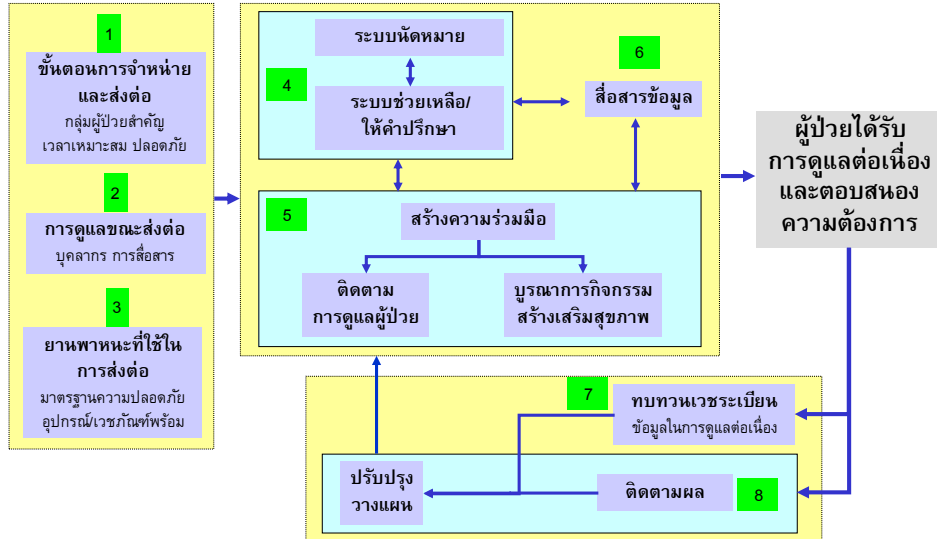 1
ขั้นตอนการจำหน่าย
และส่งต่อ
กลุ่มผู้ป่วยสำคัญ
เวลาเหมาะสม ปลอดภัย
2
การดูแลขณะส่งต่อ
บุคลากร การสื่อสาร
3
ยานพาหนะที่ใช้ใน
การส่งต่อ
มาตรฐานความปลอดภัย
อุปกรณ์/เวชภัณฑ์พร้อม
4
ระบบนัดหมาย
ระบบช่วยเหลือ/
ให้คำปรึกษา
6
สื่อสารข้อมูล
5
สร้างความร่วมมือ
ติดตาม
การดูแลผู้ป่วย
บูรณาการกิจกรรม
สร้างเสริมสุขภาพ
ผู้ป่วยได้รับ
การดูแลต่อเนื่อง
และตอบสนอง
ความต้องการ
7
ทบทวนเวชระเบียน
ข้อมูลในการดูแลต่อเนื่อง
ปรับปรุง
วางแผน
ติดตามผล
8